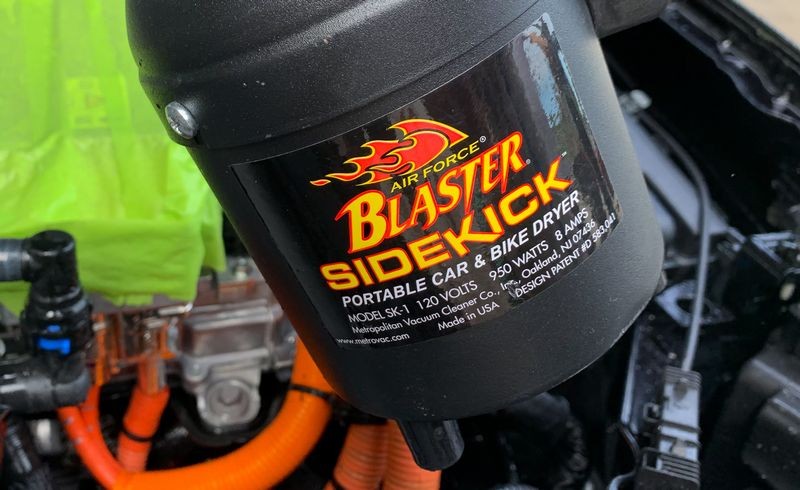 AIR FORCE®
BLASTER®
SIDEKICK™
PORTABLE CAR & BIKE DRYER
MODEL SK-1 120 VOLTS 950 WATTS 8 AMPS
Metropolitan Vacuum Cleaner Co., Inc. Oakland, NJ 07436
www.metrovac.com Made in USA DESIGN PATENT #D 583,041